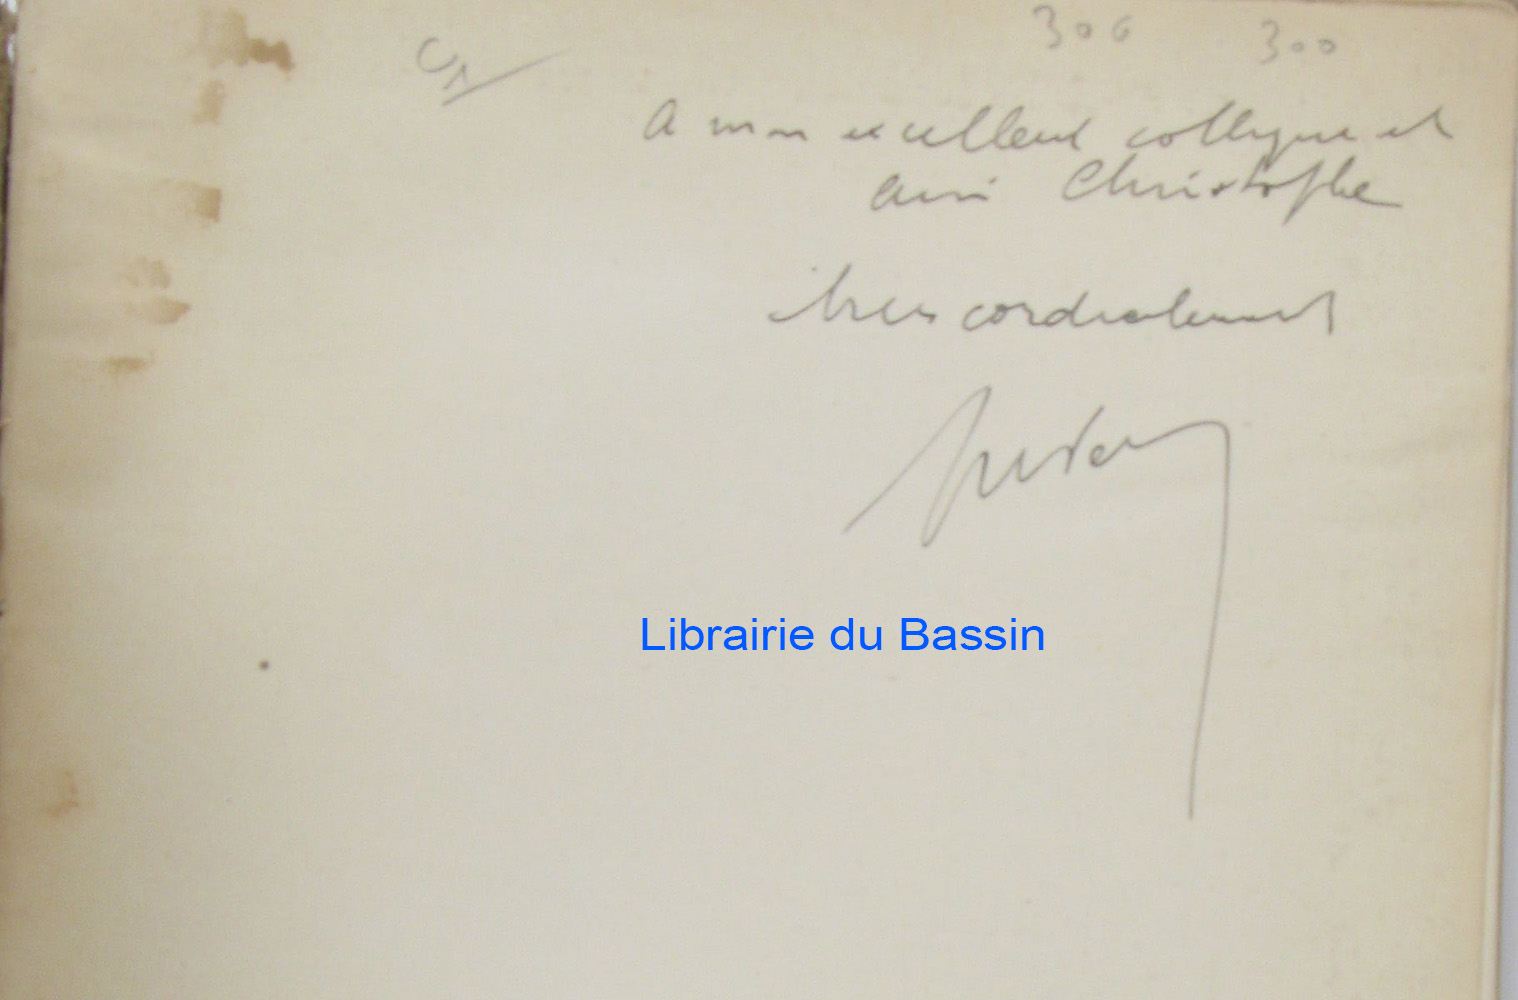 306 300
A mon excellent collègue et
ami Christophe
très cordialement
Librairie du Bassin